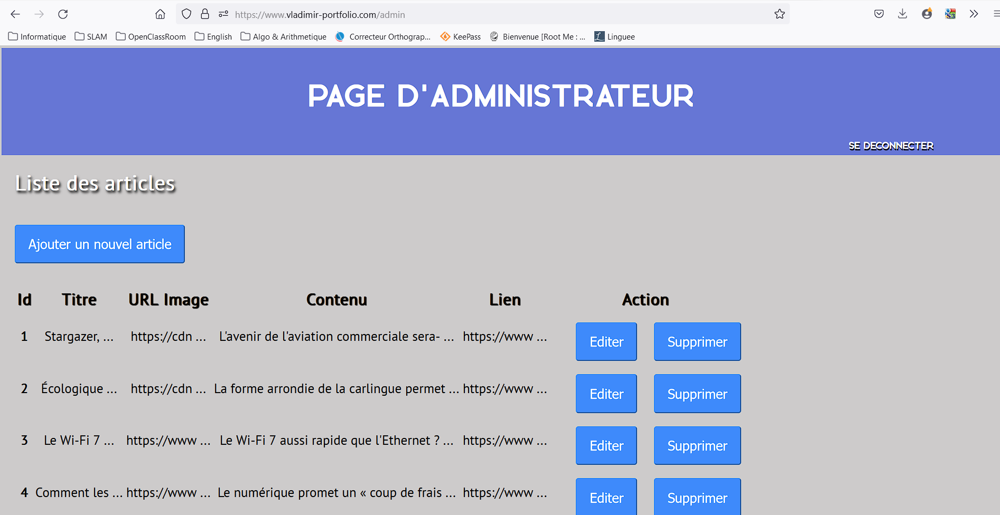 https://www.vladimir-portfolio.com/admin
Informatique SLAM OpenClassRoom English Algo & Arithmetique Correcteur Orthograp... KeePass Bienvenue [Root Me : ... Linguee
PAGE D'ADMINISTRATEUR
SE DECONNECTER
Liste des articles
Ajouter un nouvel article
Id Titre URL Image Contenu Lien Action
1 Stargazer, ... https://cdn ... L'avenir de l'aviation commerciale sera- ... https://www ... Editer Supprimer
2 Écologique ... https://cdn ... La forme arrondie de la carlingue permet ... https://www ... Editer Supprimer
3 Le Wi-Fi 7 ... https://www ... Le Wi-Fi 7 aussi rapide que l'Ethernet ? ... https://www ... Editer Supprimer
4 Comment les ... https://www ... Le numérique promet un « coup de frais ... https://www ... Editer Supprimer